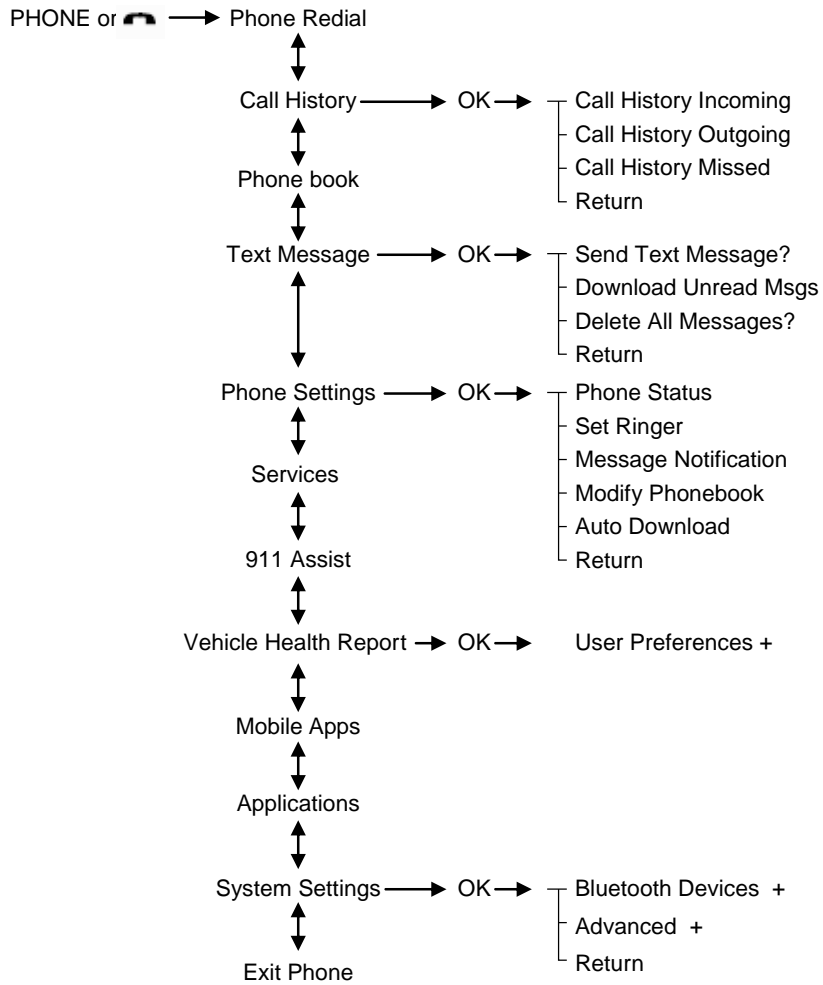 PHONE or Phone Redial
Call History OK Call History Incoming
Call History Outgoing
Call History Missed
Return
Phone book
Text Message OK Send Text Message?
Download Unread Msgs
Delete All Messages?
Return
Phone Settings OK Phone Status
Set Ringer
Message Notification
Modify Phonebook
Auto Download
Return
Services
911 Assist
Vehicle Health Report OK User Preferences +
Mobile Apps
Applications
System Settings OK Bluetooth Devices +
Advanced +
Return
Exit Phone